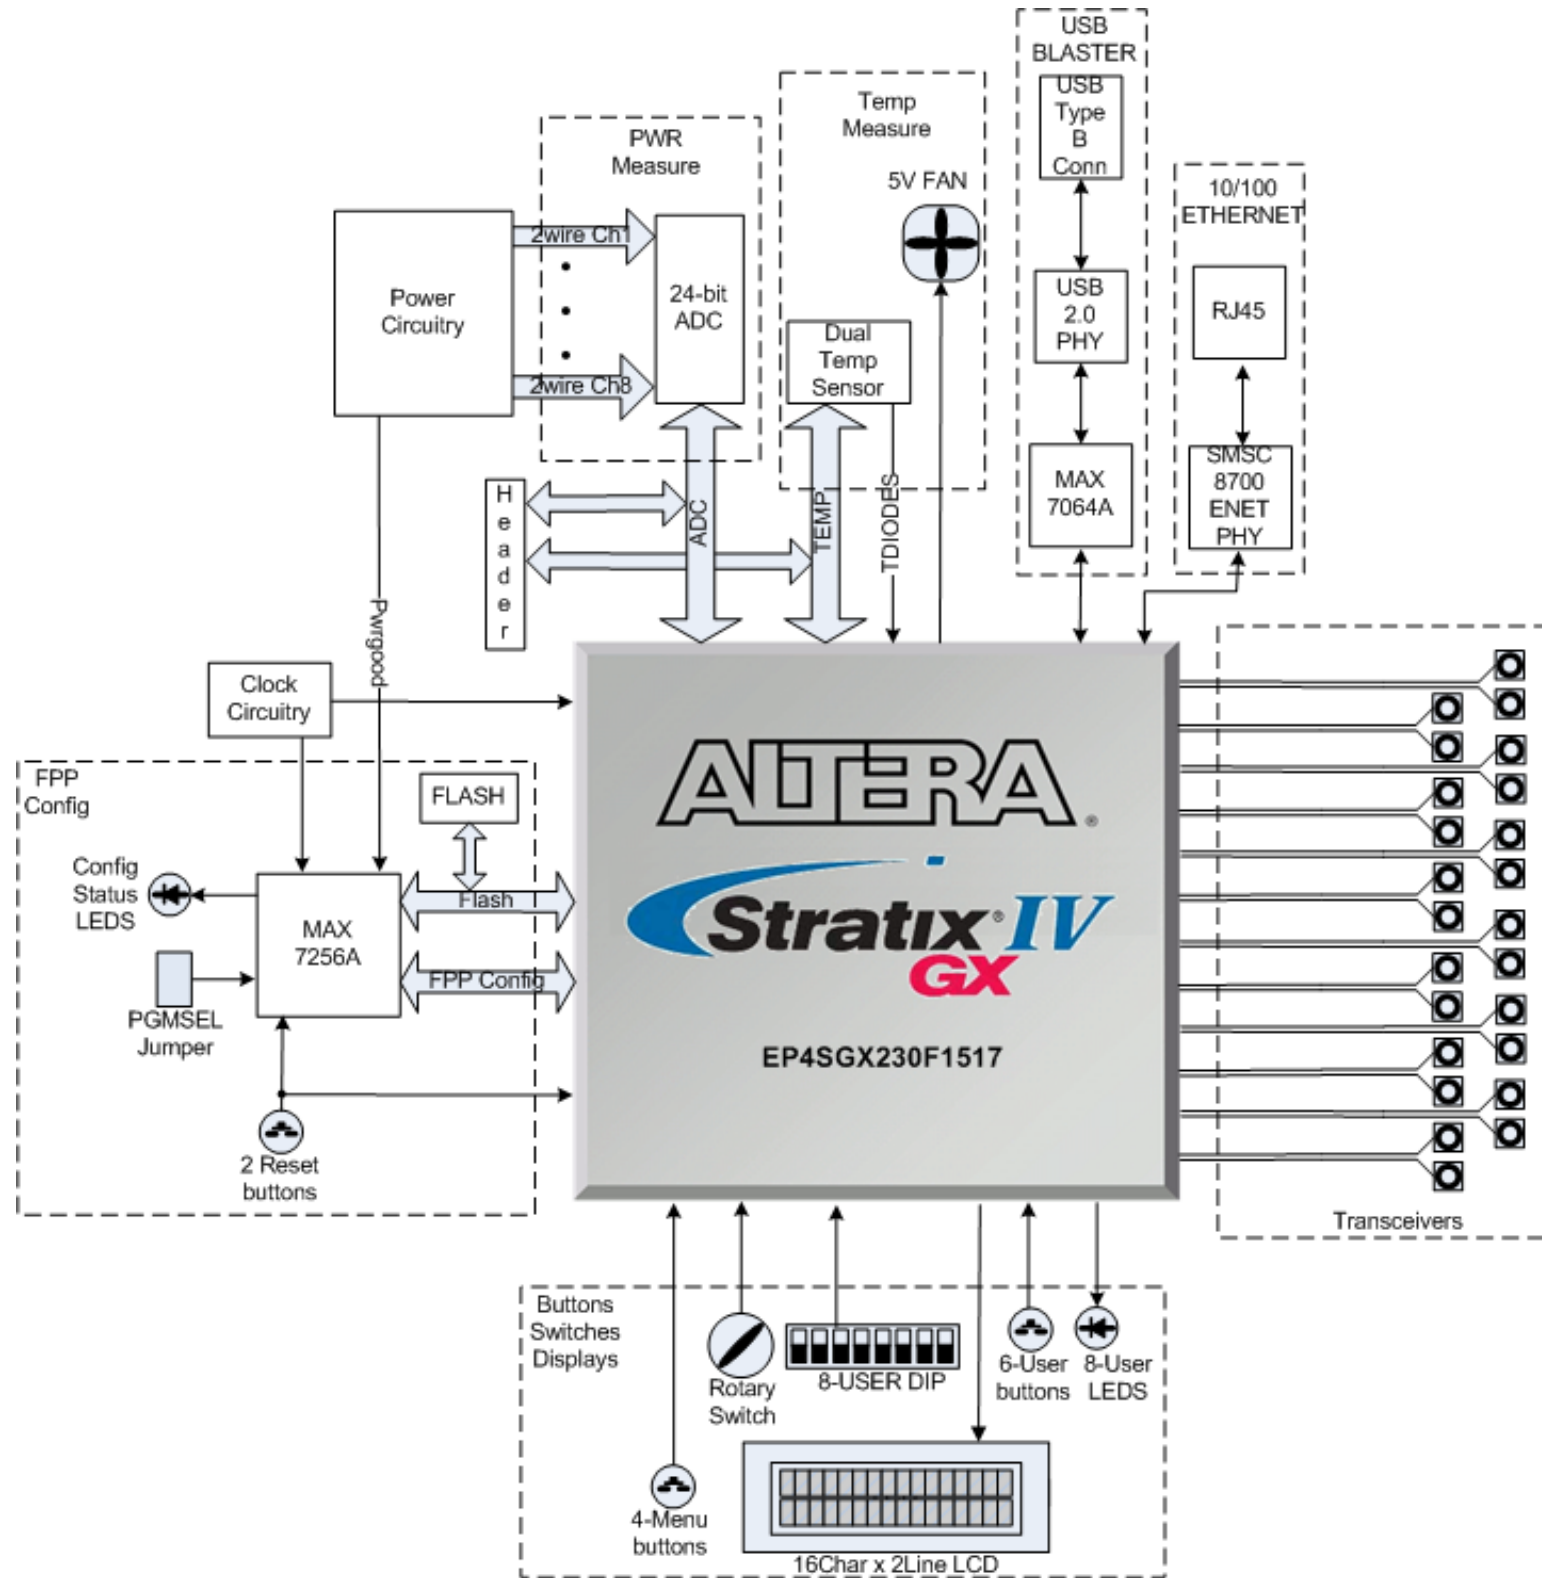 USB
BLASTER
USB
Type
B
Conn
USB
2.0
PHY
MAX
7064A
10/100
ETHERNET
RJ45
SMSC
8700
ENET
PHY
Temp
Measure
5V FAN
Dual
Temp
Sensor
TEMP
TDIODES
PWR
Measure
2wire Ch1
24-bit
ADC
2wire Ch8
ADC
Power
Circuitry
Header
Pwrgood
Clock
Circuitry
FPP
Config
FLASH
Config
Status
LEDS
Flash
MAX
7256A
FPP Config
PGMSEL
Jumper
2 Reset
buttons
ALTERA®
Stratix® IV
GX
EP4SGX230F1517
Transceivers
Buttons
Switches
Displays
Rotary
Switch
8-USER DIP
6-User
buttons
8-User
LEDS
4-Menu
buttons
16Char x 2Line LCD